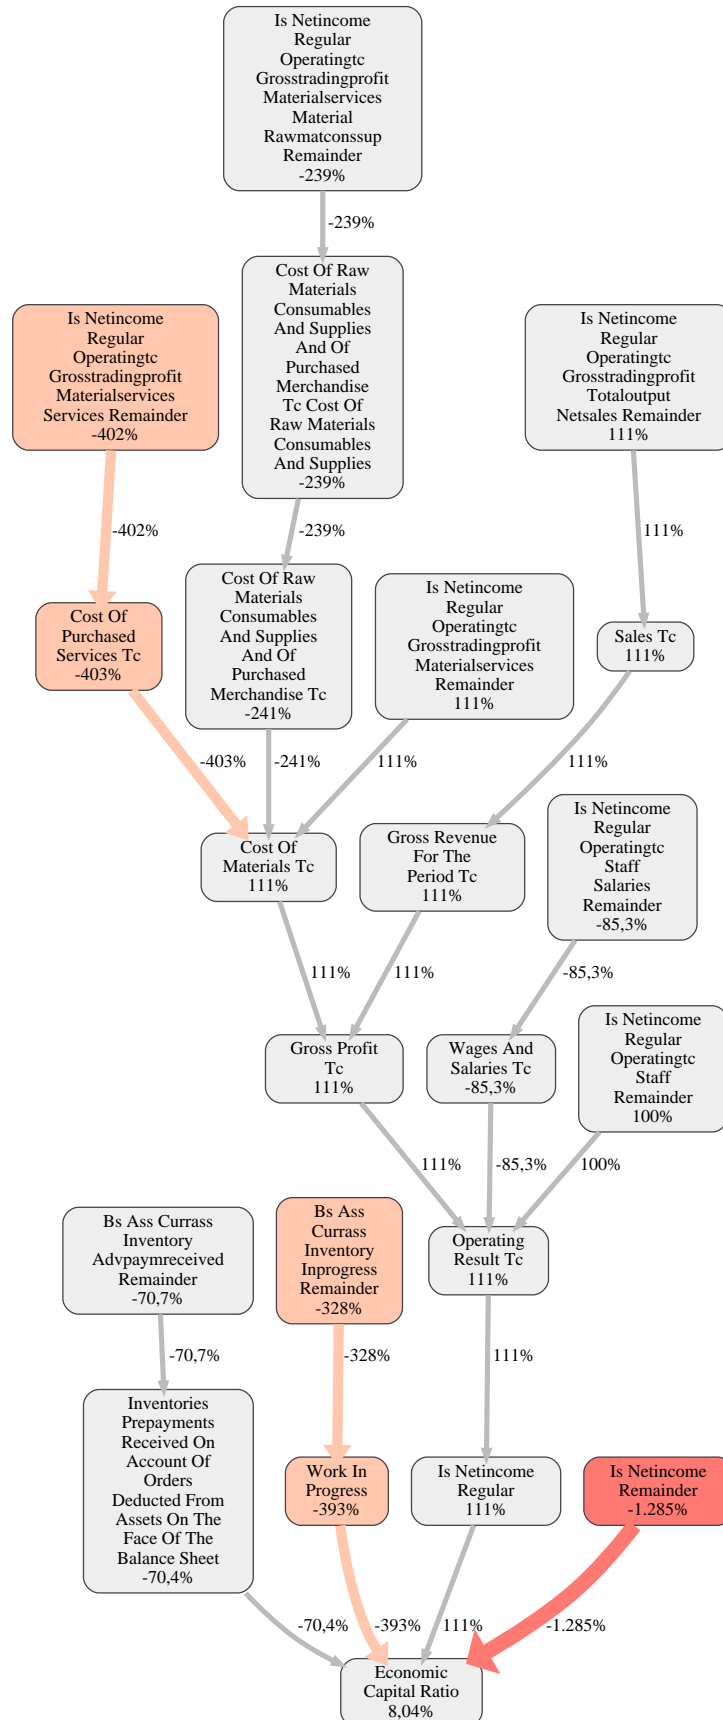 Is Netincome
Regular
Operatingtc
Grosstradingprofit
Materialservices
Material
Rawmatconssup
Remainder
-239%
-239%
Cost Of Raw
Materials
Consumables
And Supplies
And Of
Purchased
Merchandise
Tc Cost Of
Raw Materials
Consumables
And Supplies
-239%
Is Netincome
Regular
Operatingtc
Grosstradingprofit
Materialservices
Services Remainder
-402%
Is Netincome
Regular
Operatingtc
Grosstradingprofit
Totaloutput
Netsales Remainder
111%
-402%
-239%
111%
Cost Of
Purchased
Services Tc
-403%
Cost Of Raw
Materials
Consumables
And Supplies
And Of
Purchased
Merchandise Tc
-241%
Is Netincome
Regular
Operatingtc
Grosstradingprofit
Materialservices
Remainder
111%
Sales Tc
111%
-403%
-241%
111%
111%
Cost Of
Materials Tc
111%
Gross Revenue
For The
Period Tc
111%
Is Netincome
Regular
Operatingtc
Staff
Salaries
Remainder
-85,3%
111%
111%
-85,3%
Gross Profit
Tc
111%
Wages And
Salaries Tc
-85,3%
Is Netincome
Regular
Operatingtc
Staff
Remainder
100%
111%
-85,3%
100%
Bs Ass Currass
Inventory
Advpaymreceived
Remainder
-70,7%
Bs Ass
Currass
Inventory
Inprogress
Remainder
-328%
Operating
Result Tc
111%
-70,7%
-328%
111%
Inventories
Prepayments
Received On
Account Of
Orders
Deducted From
Assets On The
Face Of The
Balance Sheet
-70,4%
Work In
Progress
-393%
Is Netincome
Regular
111%
Is Netincome
Remainder
-1.285%
-70,4%
-393%
111%
-1.285%
Economic
Capital Ratio
8,04%